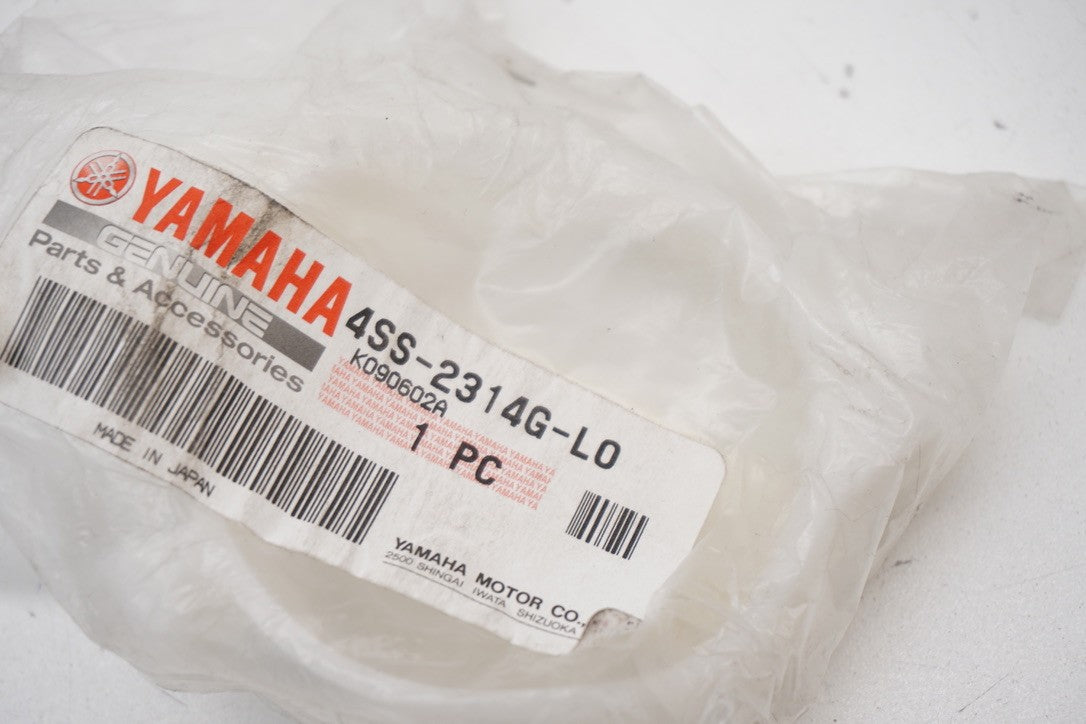 YAMAHA
GENUINE
Parts & Accessories
4SS-2314G-L0
K090602A
1 PC
MADE IN JAPAN
YAMAHA MOTOR CO.,
2500 SHINGAI IWATA SHIZUOKA